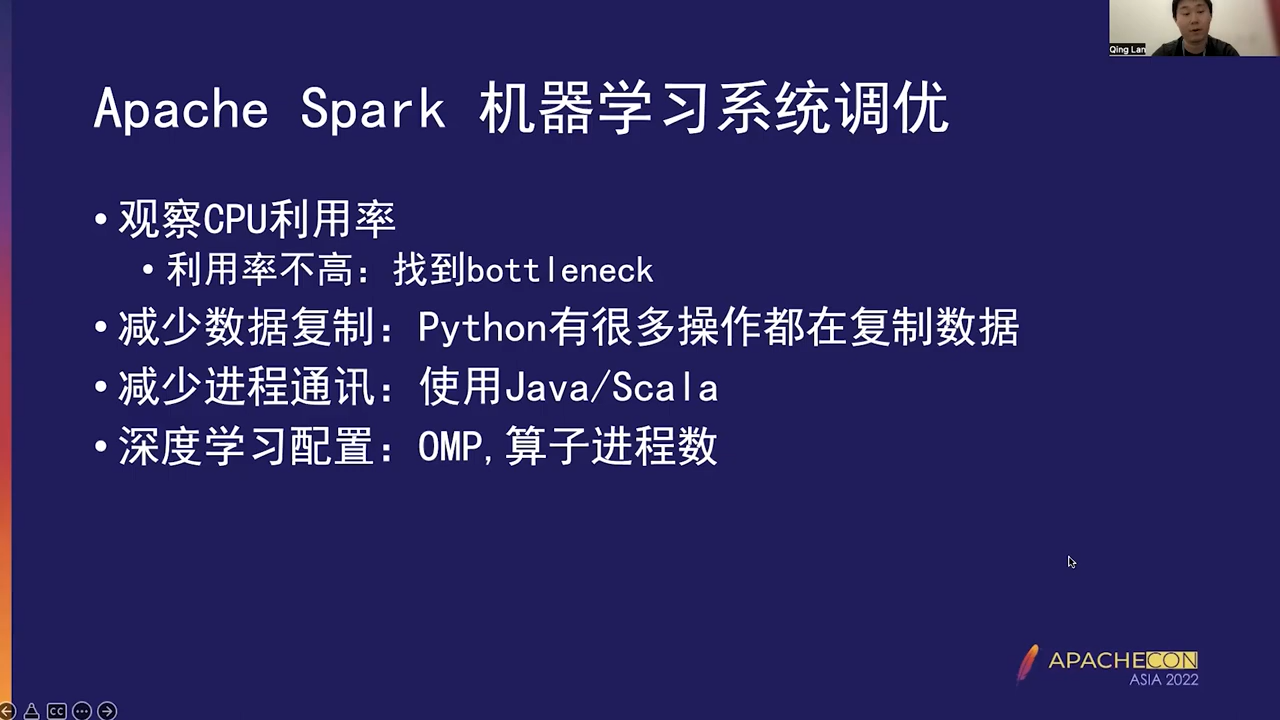 Qing Lan
Apache Spark 机器学习系统调优
• 观察CPU利用率
• 利用率不高：找到bottleneck
• 减少数据复制：Python有很多操作都在复制数据
• 减少进程通讯：使用Java/Scala
• 深度学习配置：OMP,算子进程数
APACHECON
ASIA 2022
CC